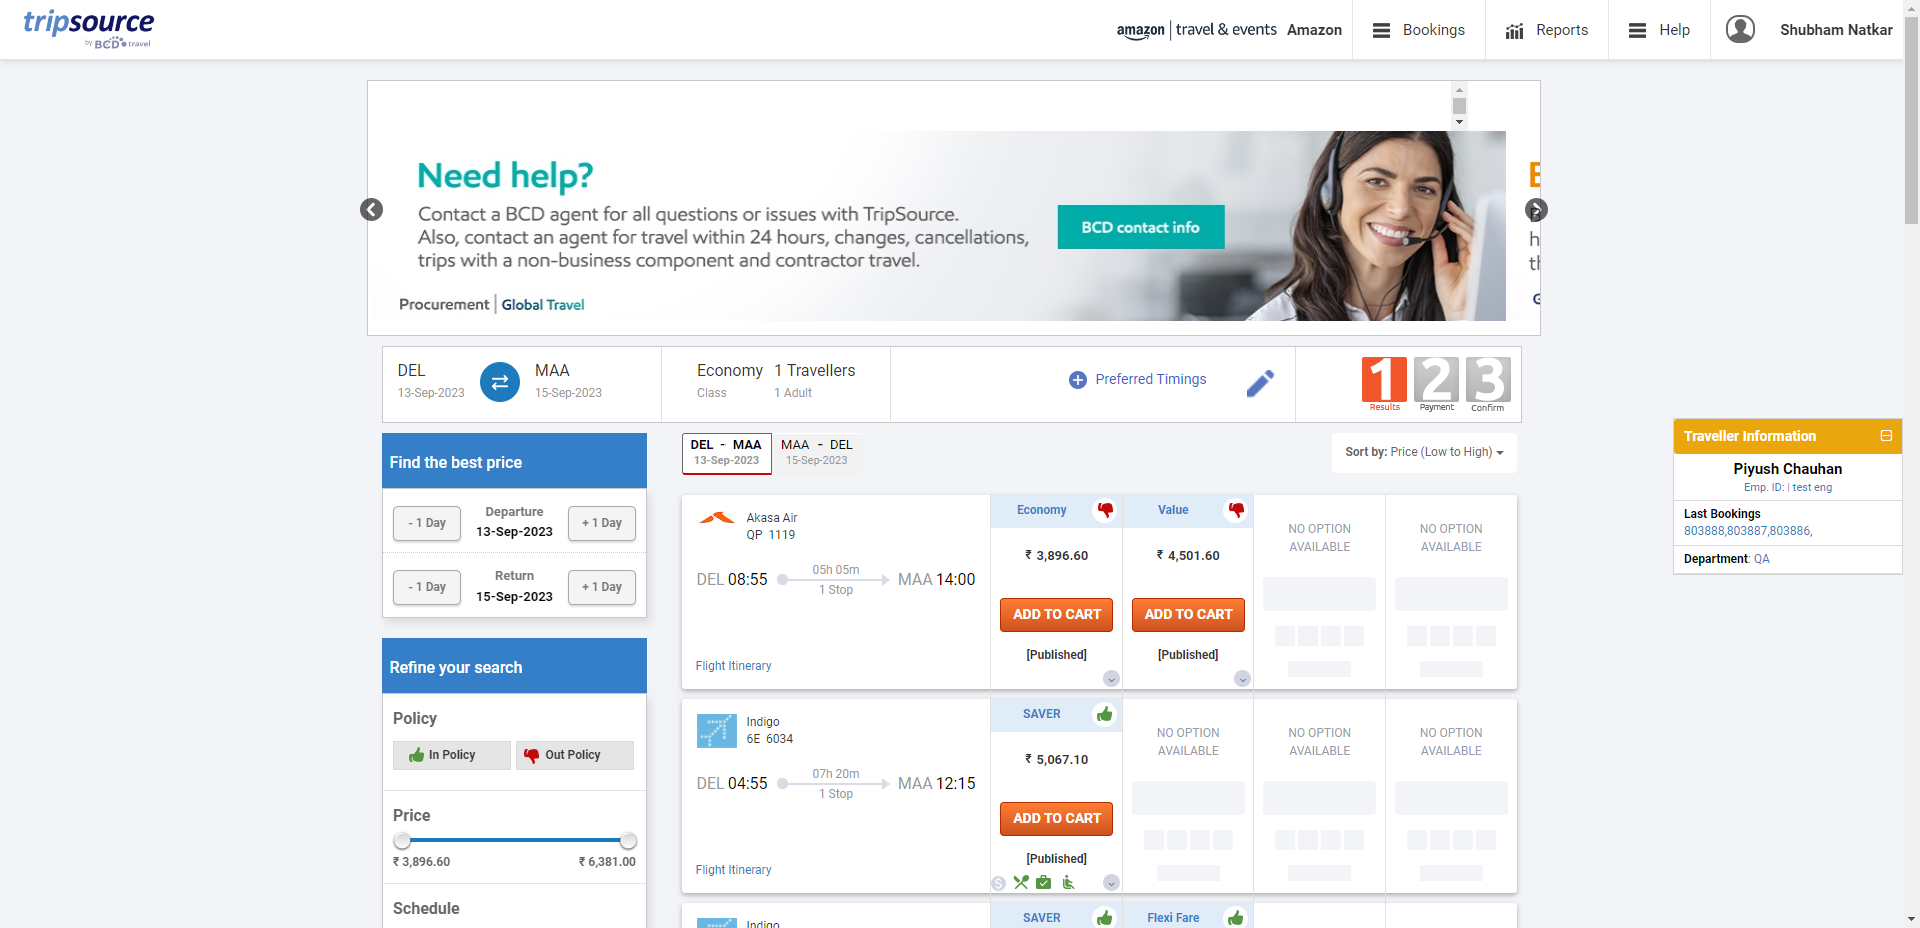 tripsource
by BCD travel
amazon | travel & events Amazon
Bookings
Reports
Help
Shubham Natkar
Need help?
Contact a BCD agent for all questions or issues with TripSource.
Also, contact an agent for travel within 24 hours, changes, cancellations,
trips with a non-business component and contractor travel.
BCD contact info
Procurement | Global Travel
DEL
13-Sep-2023
MAA
15-Sep-2023
Economy
Class
1 Travellers
1 Adult
Preferred Timings
1
Results
2
Payment
3
Confirm
Find the best price
- 1 Day
Departure
13-Sep-2023
+ 1 Day
- 1 Day
Return
15-Sep-2023
+ 1 Day
Refine your search
Policy
In Policy
Out Policy
Price
₹ 3,896.60
₹ 6,381.00
Schedule
DEL - MAA
13-Sep-2023
MAA - DEL
15-Sep-2023
Sort by: Price (Low to High)
Akasa Air
QP 1119
DEL 08:55
05h 05m
1 Stop
MAA 14:00
Flight Itinerary
Economy
₹ 3,896.60
ADD TO CART
[Published]
Value
₹ 4,501.60
ADD TO CART
[Published]
NO OPTION
AVAILABLE
NO OPTION
AVAILABLE
Indigo
6E 6034
DEL 04:55
07h 20m
1 Stop
MAA 12:15
Flight Itinerary
SAVER
₹ 5,067.10
ADD TO CART
[Published]
NO OPTION
AVAILABLE
NO OPTION
AVAILABLE
NO OPTION
AVAILABLE
Indigo
SAVER
Flexi Fare
Traveller Information
Piyush Chauhan
Emp. ID: | test eng
Last Bookings
803888,803887,803886,
Department: QA